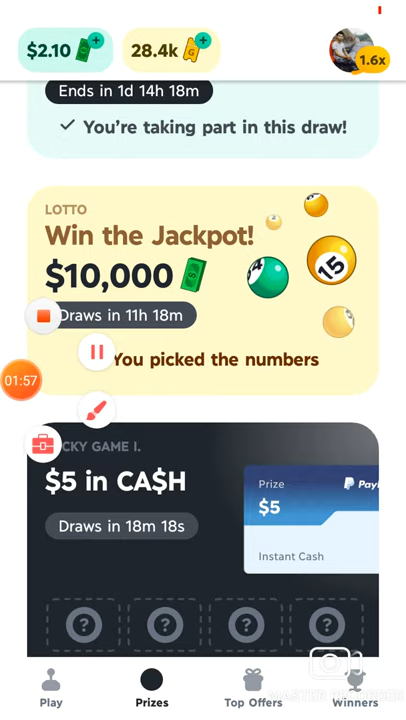 $2.10
28.4k
1.6x
Ends in 1d 14h 18m
You're taking part in this draw!
LOTTO
Win the Jackpot!
$10,000
15
Draws in 11h 18m
You picked the numbers
01:57
CKY GAME I.
$5 in CA$H
Draws in 18m 18s
Prize
$5
Instant Cash
Play
Prizes
Top Offers
Winners